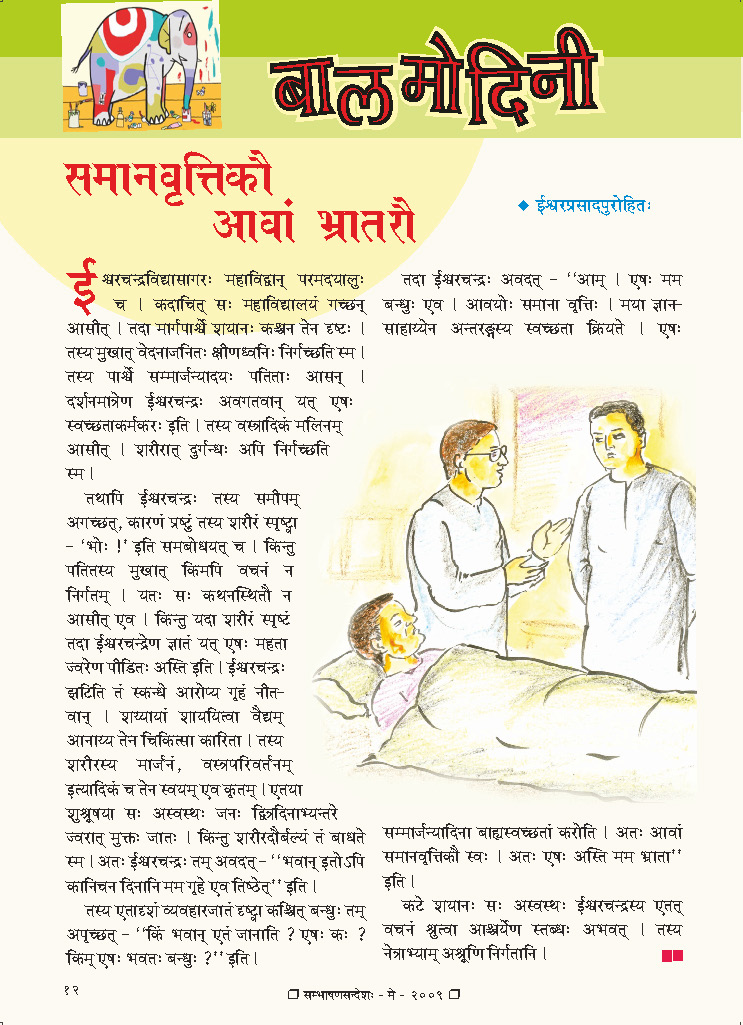 बालमोदिनी
समानवृत्तिकौ
आवां भ्रातरौ
◆ ईश्वरप्रसादपुरोहितः
ईश्वरचन्द्रविद्यासागरः महाविद्वान् परमदयालुः
च । कदाचित् सः महाविद्यालयं गच्छन्
आसीत् । तदा मार्गपार्श्वे शयानः कश्चन तेन दृष्टः ।
तस्य मुखात् वेदनाजनितः क्षीणध्वनिः निर्गच्छति स्म ।
तस्य पार्श्वे सम्मार्जन्यादयः पतिताः आसन् ।
दर्शनमात्रेण ईश्वरचन्द्रः अवगतवान् यत् एषः
स्वच्छताकर्मकरः इति । तस्य वस्त्रादिकं मलिनम्
आसीत् । शरीरात् दुर्गन्धः अपि निर्गच्छति
स्म ।
तथापि ईश्वरचन्द्रः तस्य समीपम्
अगच्छत्, कारणं प्रष्टुं तस्य शरीरं स्पृष्ट्वा
- ‘भोः !’ इति समबोधयत् च । किन्तु
पतितस्य मुखात् किमपि वचनं न
निर्गतम् । यतः सः कथनस्थितौ न
आसीत् एव । किन्तु यदा शरीरं स्पृष्टं
तदा ईश्वरचन्द्रेण ज्ञातं यत् एषः महता
ज्वरेण पीडितः अस्ति इति । ईश्वरचन्द्रः
झटिति तं स्कन्धे आरोप्य गृहं नीत-
वान् । शय्यायां शाययित्वा वैद्यम्
आनाय्य तेन चिकित्सा कारिता । तस्य
शरीरस्य मार्जनं, वस्त्रपरिवर्तनम्
इत्यादिकं च तेन स्वयम् एव कृतम् । एतया
शुश्रूषया सः अस्वस्थः जनः द्वित्रदिनाभ्यन्तरे
ज्वरात् मुक्तः जातः । किन्तु शरीरदौर्बल्यं तं बाधते
स्म । अतः ईश्वरचन्द्रः तम् अवदत् - “भवान् इतोऽपि
कानिचन दिनानि मम गृहे एव तिष्ठेत्” इति ।
तस्य एतादृशं व्यवहारजातं दृष्ट्वा कश्चित् बन्धुः तम्
अपृच्छत् - “किं भवान् एतं जानाति ? एषः कः ?
किम् एषः भवतः बन्धुः ?” इति ।
तदा ईश्वरचन्द्रः अवदत् - “आम् । एषः मम
बन्धुः एव । आवयोः समाना वृत्तिः । मया ज्ञान-
साहाय्येन अन्तरङ्गस्य स्वच्छता क्रियते । एषः
सम्मार्जन्यादिना बाह्यस्वच्छतां करोति । अतः आवां
समानवृत्तिकौ स्वः । अतः एषः अस्ति मम भ्राता”
इति ।
कटे शयानः सः अस्वस्थः ईश्वरचन्द्रस्य एतत्
वचनं श्रुत्वा आश्चर्येण स्तब्धः अभवत् । तस्य
नेत्राभ्याम् अश्रूणि निर्गतानि ।
१२
❐ सम्भाषणसन्देशः - मे - २००९ ❐